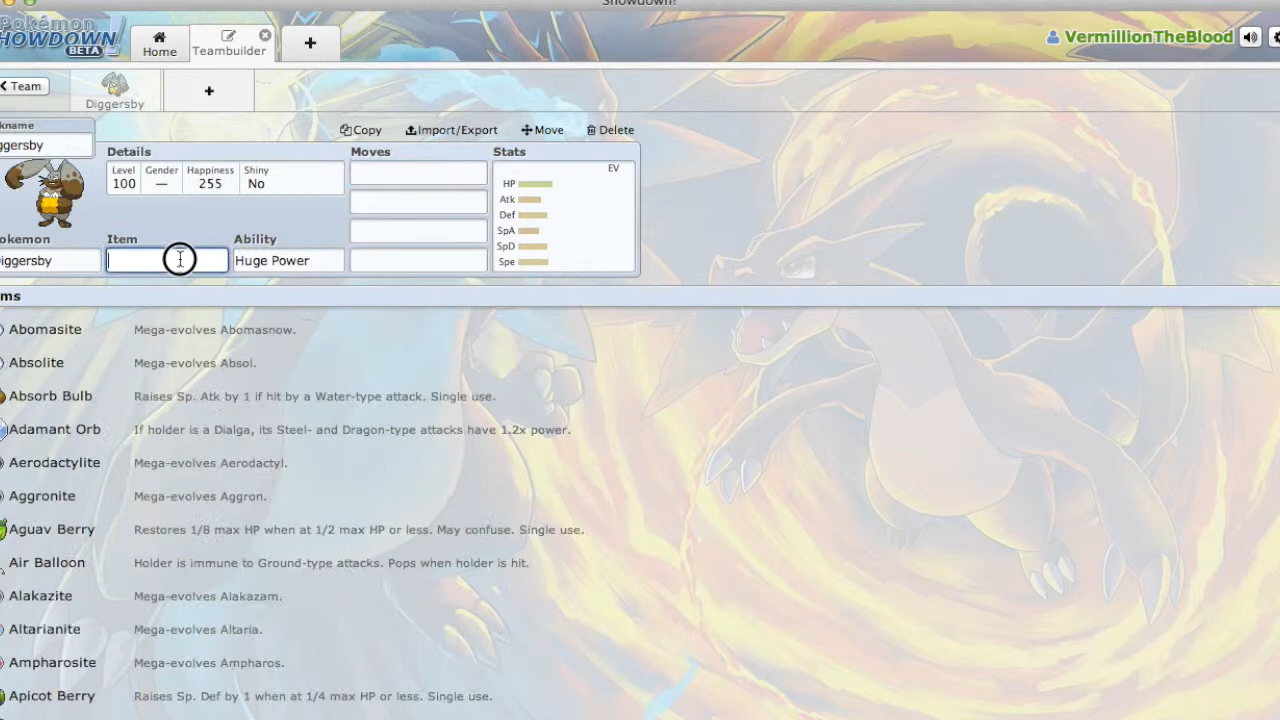 Showdown!
Pokémon
SHOWDOWN
BETA
Home
Teambuilder
+
VermillionTheBlood
< Team
Diggersby
+
kname
ggersby
Copy
Import/Export
Move
Delete
Details
Moves
Stats
Level
Gender
Happiness
Shiny
100
—
255
No
EV
HP
Atk
Def
SpA
SpD
Spe
okemon
Item
Ability
iggersby
Huge Power
ms
Abomasite Mega-evolves Abomasnow.
Absolite Mega-evolves Absol.
Absorb Bulb Raises Sp. Atk by 1 if hit by a Water-type attack. Single use.
Adamant Orb If holder is a Dialga, its Steel- and Dragon-type attacks have 1.2x power.
Aerodactylite Mega-evolves Aerodactyl.
Aggronite Mega-evolves Aggron.
Aguav Berry Restores 1/8 max HP when at 1/2 max HP or less. May confuse. Single use.
Air Balloon Holder is immune to Ground-type attacks. Pops when holder is hit.
Alakazite Mega-evolves Alakazam.
Altarianite Mega-evolves Altaria.
Ampharosite Mega-evolves Ampharos.
Apicot Berry Raises Sp. Def by 1 when at 1/4 max HP or less. Single use.